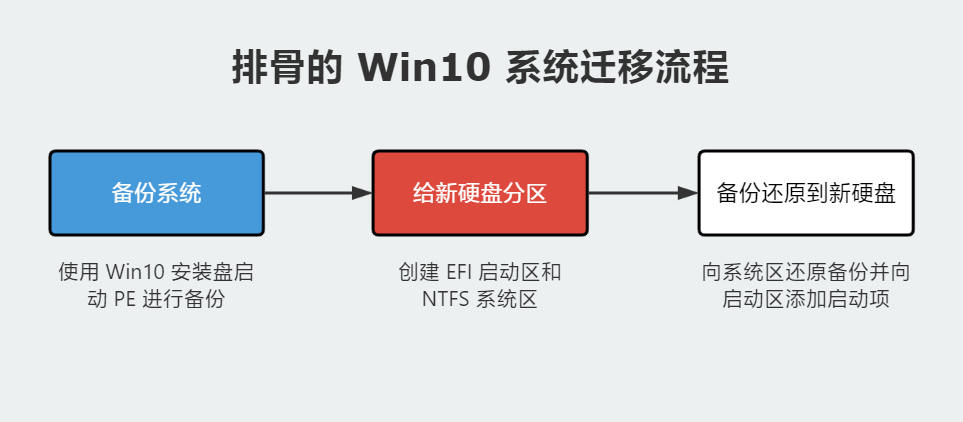 排骨的 Win10 系统迁移流程
备份系统
给新硬盘分区
备份还原到新硬盘
使用 Win10 安装盘启
动 PE 进行备份
创建 EFI 启动区和
NTFS 系统区
向系统区还原备份并向
启动区添加启动项